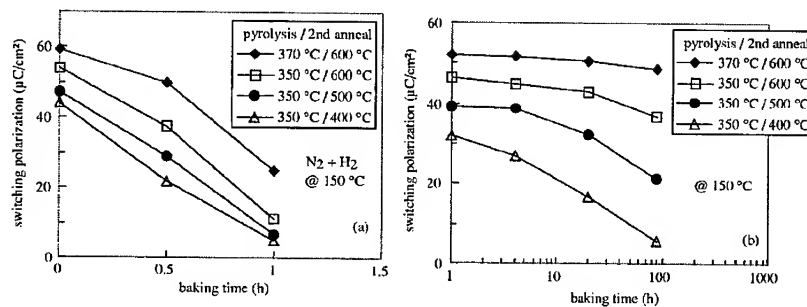 (a)
pyrolysis / 2nd anneal
370 °C / 600 °C
350 °C / 600 °C
350 °C / 500 °C
350 °C / 400 °C
N2 + H2
@ 150 °C
(a)
switching polarization (µC/cm²)
60
40
20
0
0
0.5
1
1.5
baking time (h)
pyrolysis / 2nd anneal
370 °C / 600 °C
350 °C / 600 °C
350 °C / 500 °C
350 °C / 400 °C
@ 150 °C
(b)
switching polarization (µC/cm²)
60
40
20
0
1
10
100
1000
baking time (h)